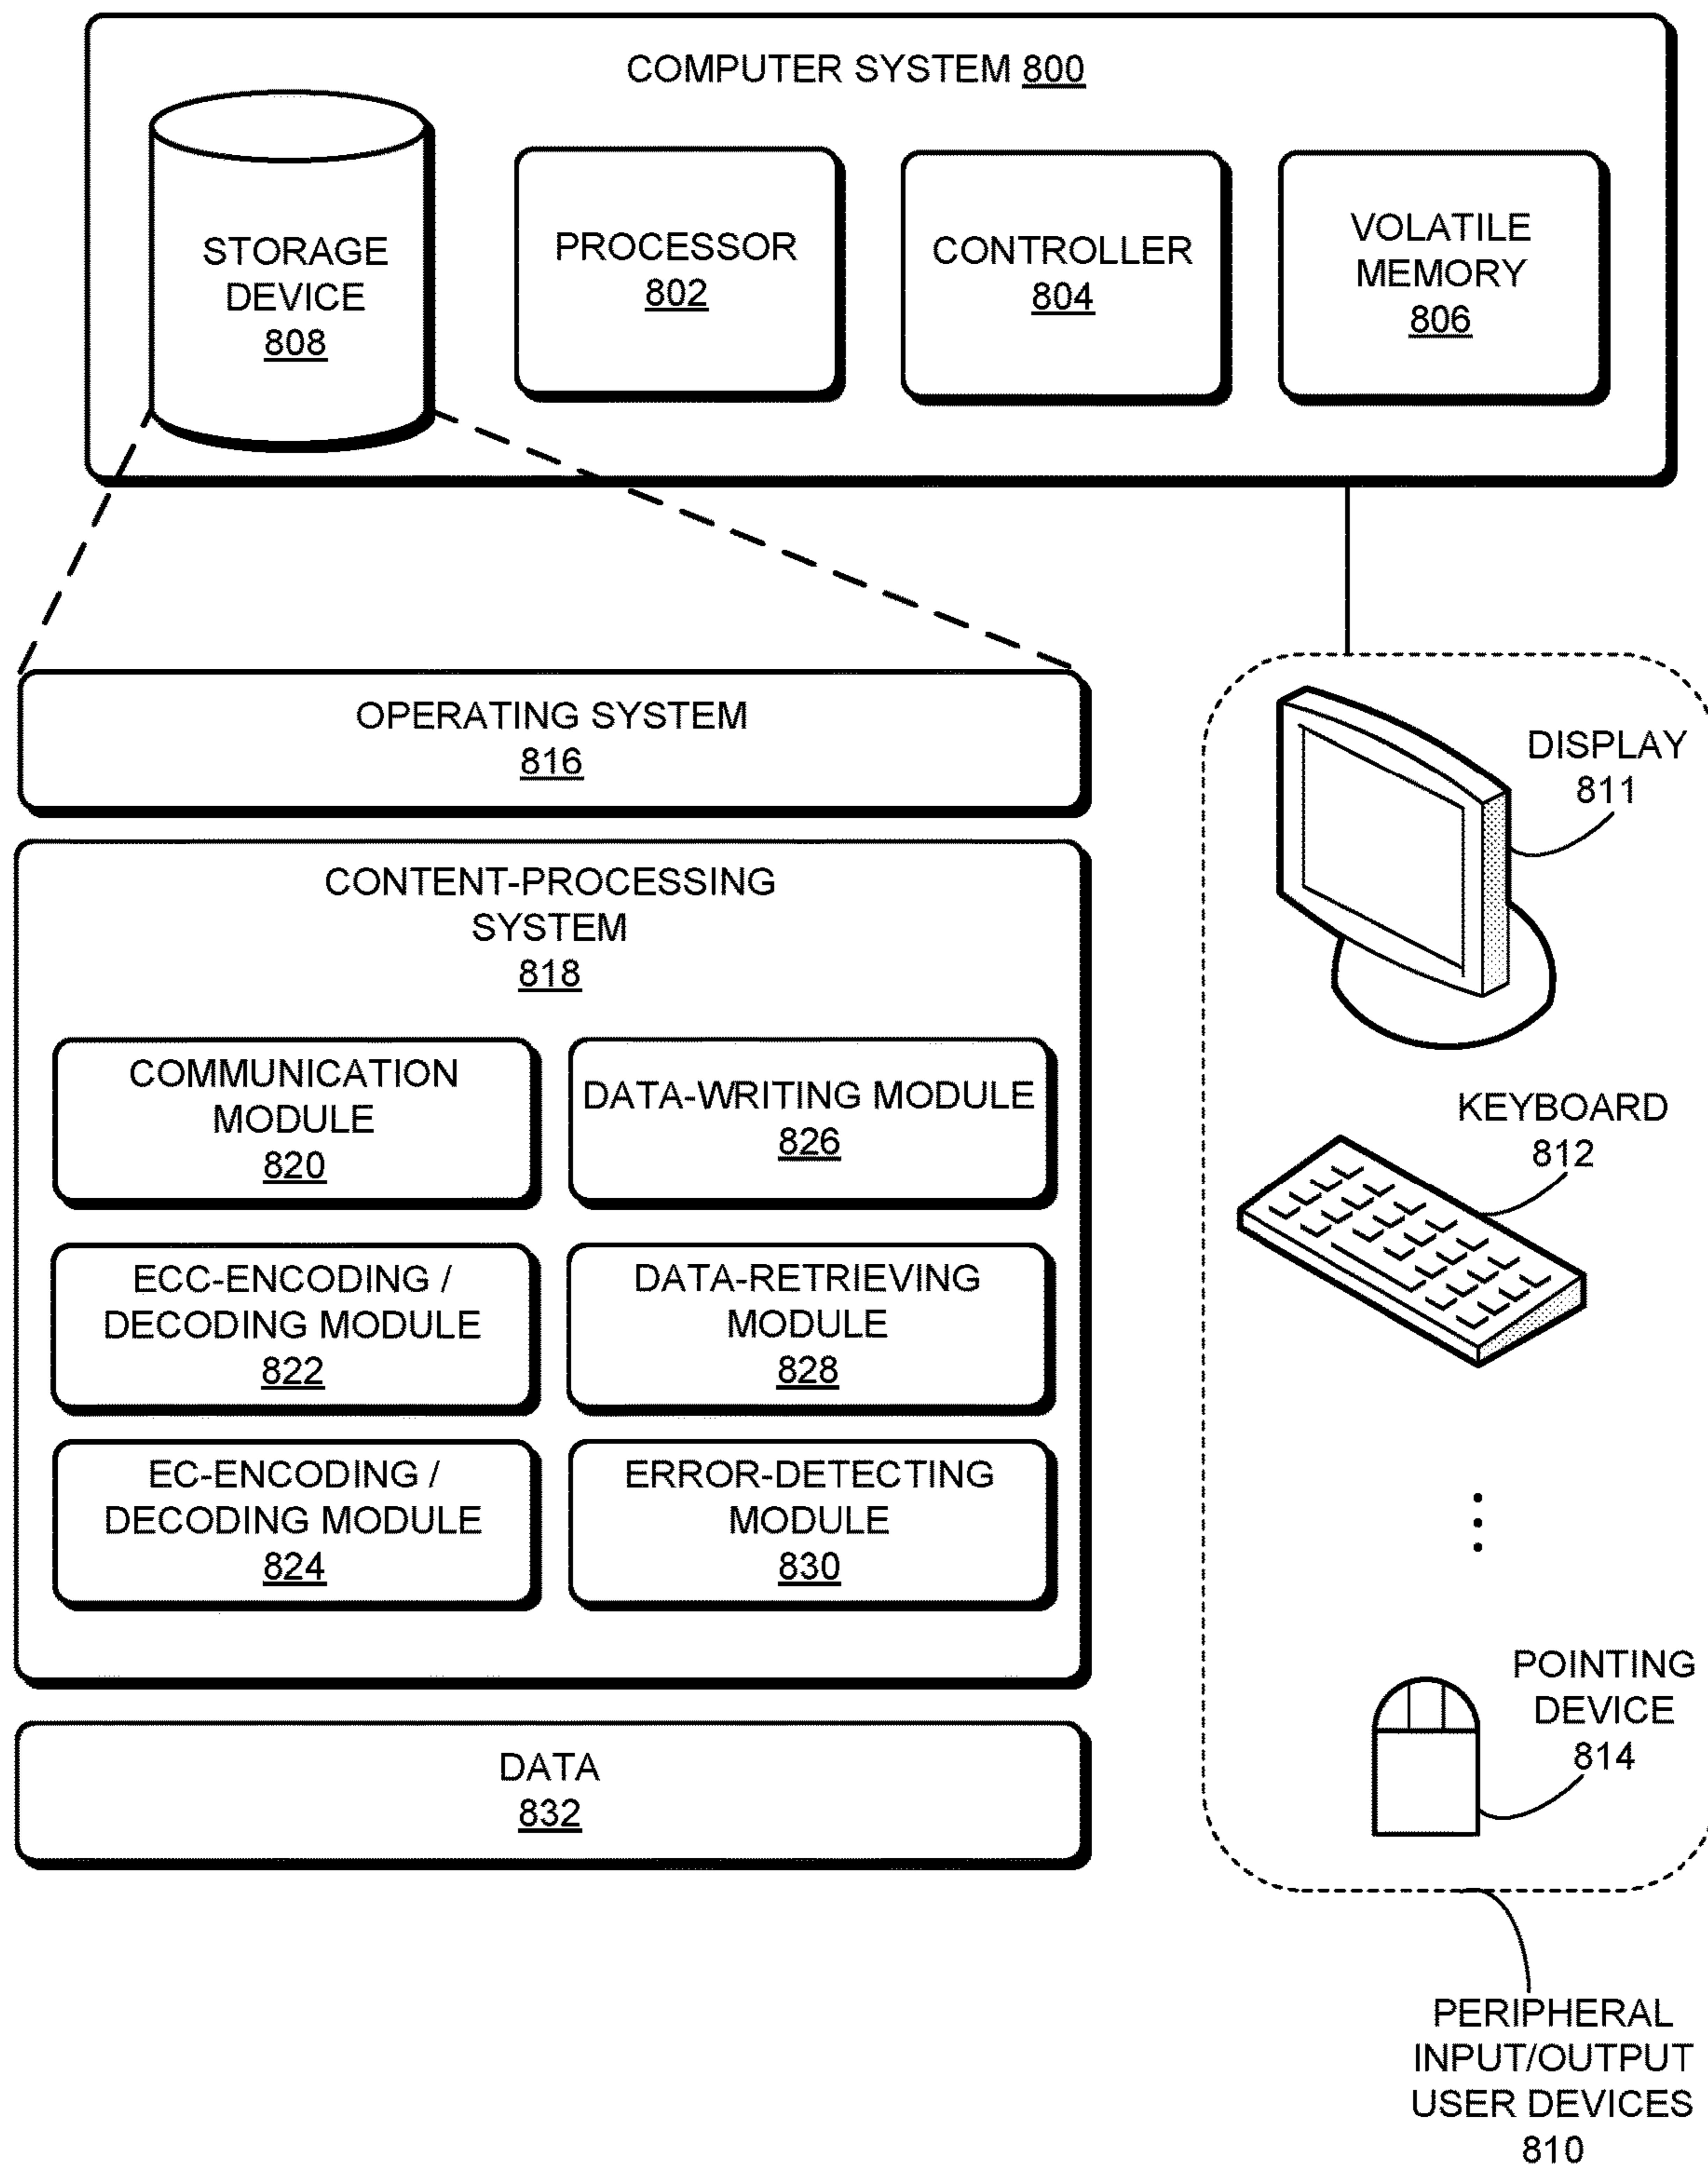 COMPUTER SYSTEM 800
STORAGE
DEVICE
808
PROCESSOR
802
CONTROLLER
804
VOLATILE
MEMORY
806
OPERATING SYSTEM
816
CONTENT-PROCESSING
SYSTEM
818
COMMUNICATION
MODULE
820
DATA-WRITING MODULE
826
ECC-ENCODING /
DECODING MODULE
822
DATA-RETRIEVING
MODULE
828
EC-ENCODING /
DECODING MODULE
824
ERROR-DETECTING
MODULE
830
DATA
832
DISPLAY
811
KEYBOARD
812
POINTING
DEVICE
814
PERIPHERAL
INPUT/OUTPUT
USER DEVICES
810